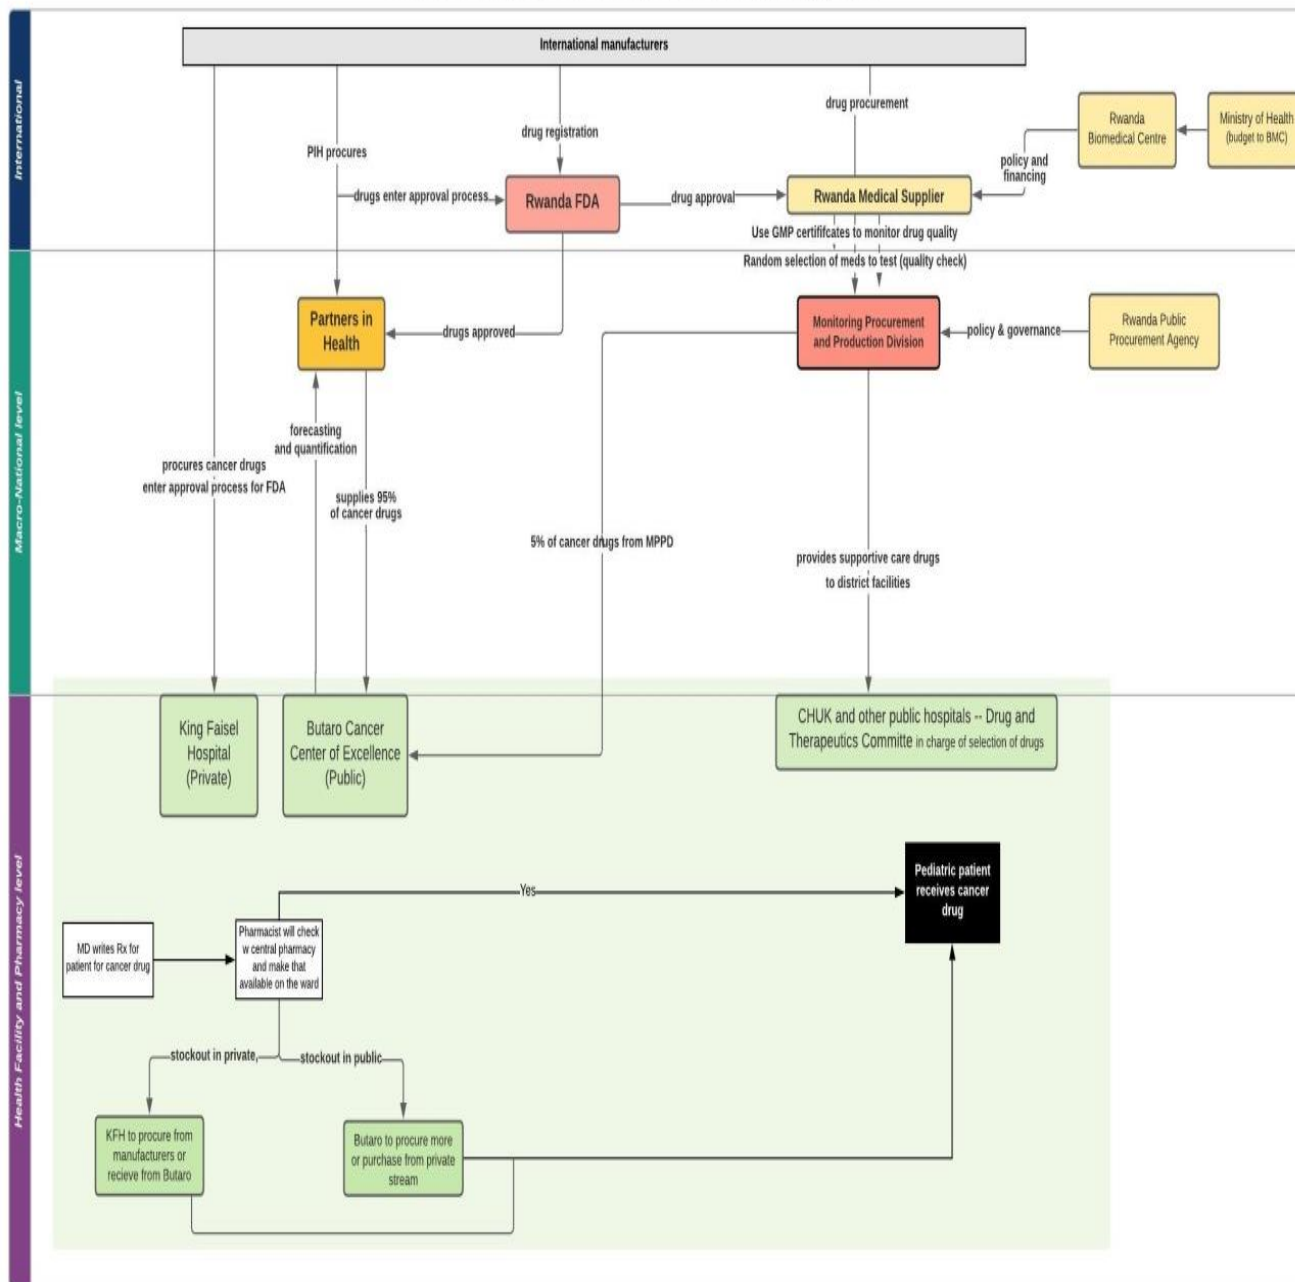 International
International manufacturers
drug procurement
drug registration
PIH procures
Rwanda
Biomedical Centre
Ministry of Health
(budget to BMC)
policy and
financing
drugs enter approval process
Rwanda FDA
drug approval
Rwanda Medical Supplier
Use GMP certififcates to monitor drug quality
Random selection of meds to test (quality check)
Macro-National level
Partners in
Health
drugs approved
Monitoring Procurement
and Production Division
policy & governance
Rwanda Public
Procurement Agency
forecasting
and quantification
procures cancer drugs
enter approval process for FDA
supplies 95%
of cancer drugs
5% of cancer drugs from MPPD
provides supportive care drugs
to district facilities
Health Facility and Pharmacy level
King Faisel
Hospital
(Private)
Butaro Cancer
Center of Excellence
(Public)
CHUK and other public hospitals -- Drug and
Therapeutics Committe in charge of selection of drugs
Pediatric patient
receives cancer
drug
Yes
MD writes Rx for
patient for cancer drug
Pharmacist will check
w central pharmacy
and make that
available on the ward
stockout in private,
stockout in public
KFH to procure from
manufacturers or
recieve from Butaro
Butaro to procure more
or purchase from private
stream